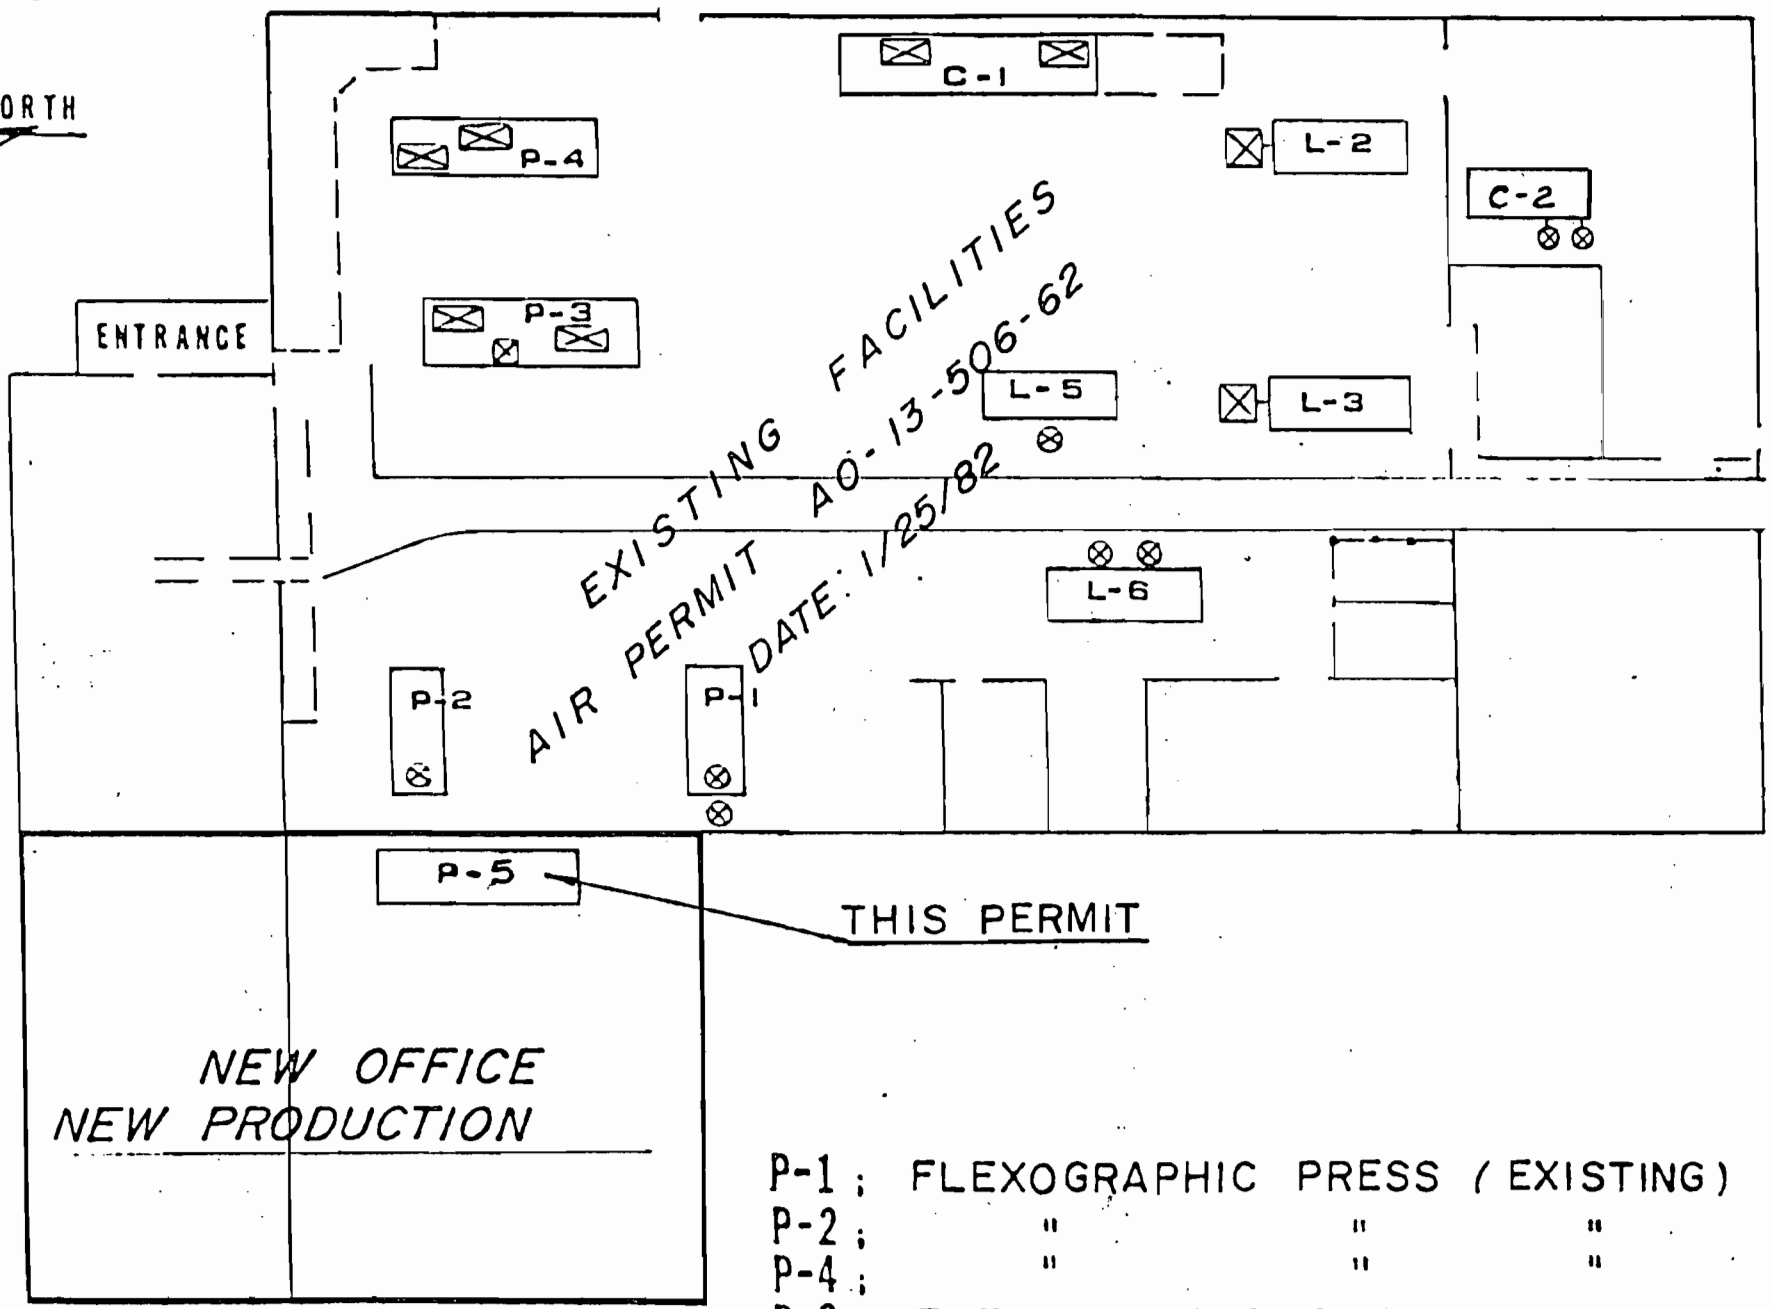 ORTH
C-1
P-4
L-2
C-2
P-3
ENTRANCE
L-5
L-3
EXISTING FACILITIES
AIR PERMIT AO-13-506-62
DATE: 1/25/82
L-6
P-2
P-1
P-5
THIS PERMIT
NEW OFFICE
NEW PRODUCTION
P-1; FLEXOGRAPHIC PRESS (EXISTING)
P-2; " " "
P-4; " " "